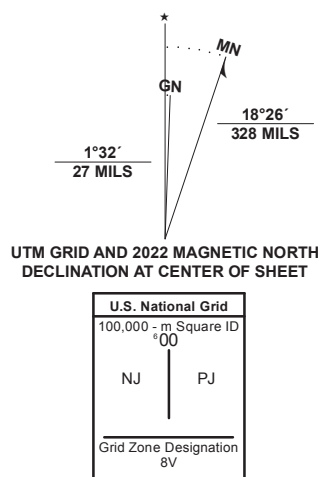 ★
MN
GN
1°32´
27 MILS
18°26´
328 MILS
UTM GRID AND 2022 MAGNETIC NORTH
DECLINATION AT CENTER OF SHEET
U.S. National Grid
100,000 - m Square ID
⁶00
NJ PJ
Grid Zone Designation
8V